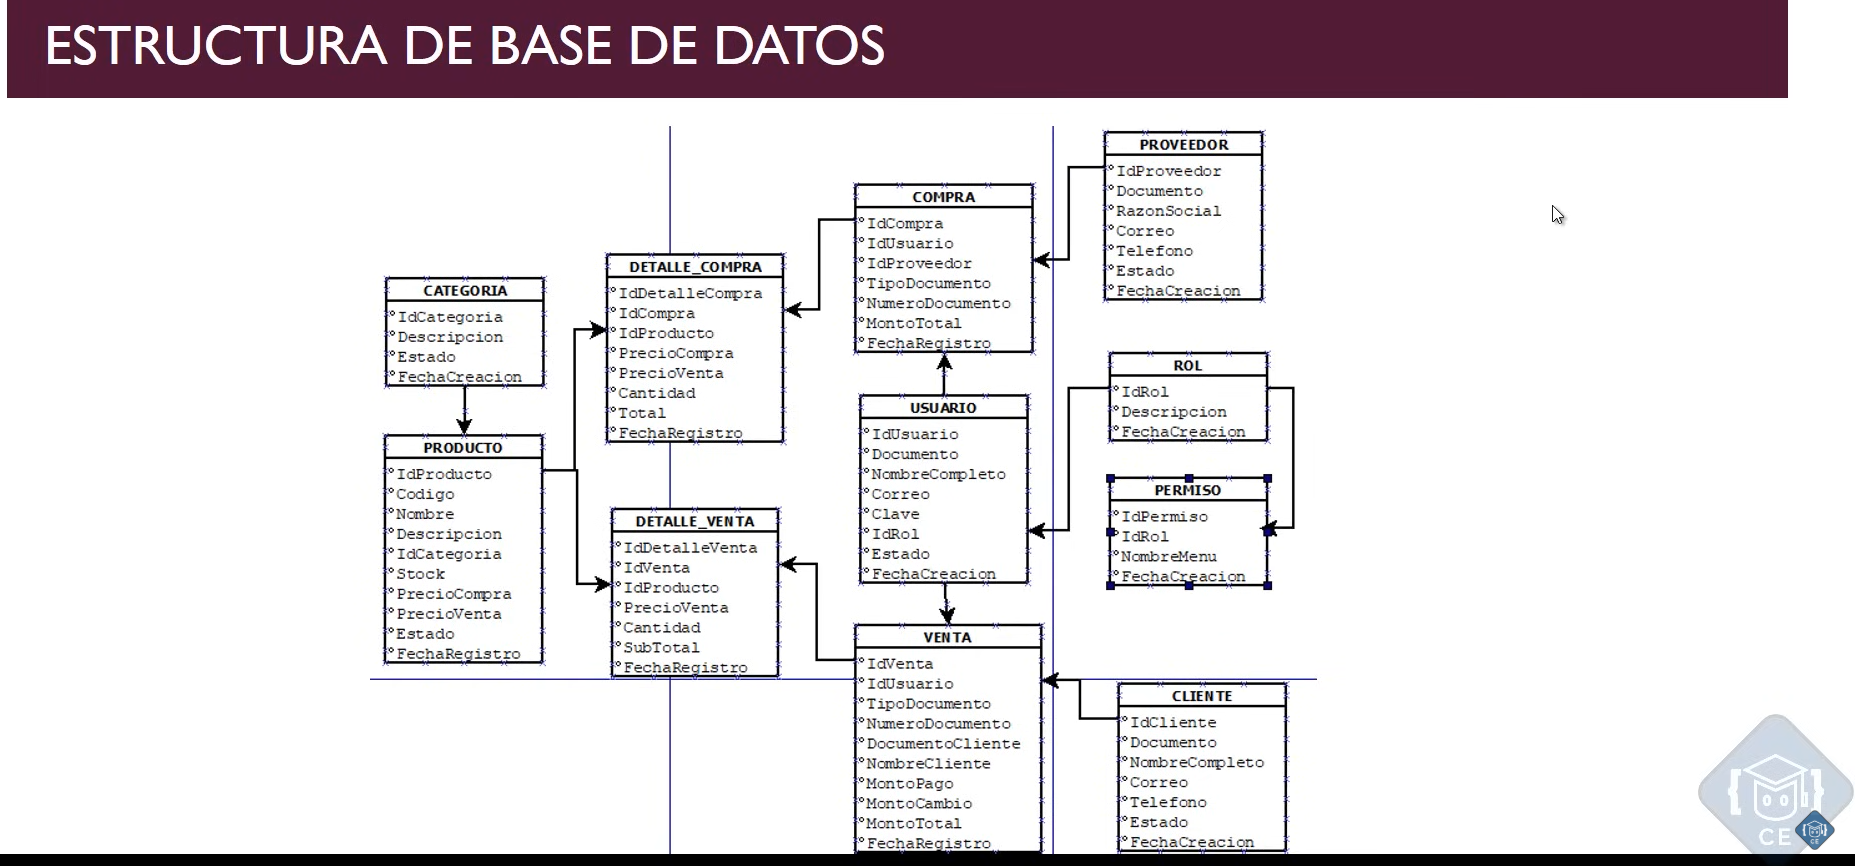 ESTRUCTURA DE BASE DE DATOS
CATEGORIA
IdCategoria
Descripcion
Estado
FechaCreacion
PRODUCTO
IdProducto
Codigo
Nombre
Descripcion
IdCategoria
Stock
PrecioCompra
PrecioVenta
Estado
FechaRegistro
DETALLE_COMPRA
IdDetalleCompra
IdCompra
IdProducto
PrecioCompra
PrecioVenta
Cantidad
Total
FechaRegistro
DETALLE_VENTA
IdDetalleVenta
IdVenta
IdProducto
PrecioVenta
Cantidad
SubTotal
FechaRegistro
COMPRA
IdCompra
IdUsuario
IdProveedor
TipoDocumento
NumeroDocumento
MontoTotal
FechaRegistro
USUARIO
IdUsuario
Documento
NombreCompleto
Correo
Clave
IdRol
Estado
FechaCreacion
VENTA
IdVenta
IdUsuario
TipoDocumento
NumeroDocumento
DocumentoCliente
NombreCliente
MontoPago
MontoCambio
MontoTotal
FechaRegistro
PROVEEDOR
IdProveedor
Documento
RazonSocial
Correo
Telefono
Estado
FechaCreacion
ROL
IdRol
Descripcion
FechaCreacion
PERMISO
IdPermiso
IdRol
NombreMenu
FechaCreacion
CLIENTE
IdCliente
Documento
NombreCompleto
Correo
Telefono
Estado
FechaCreacion
CE
CE